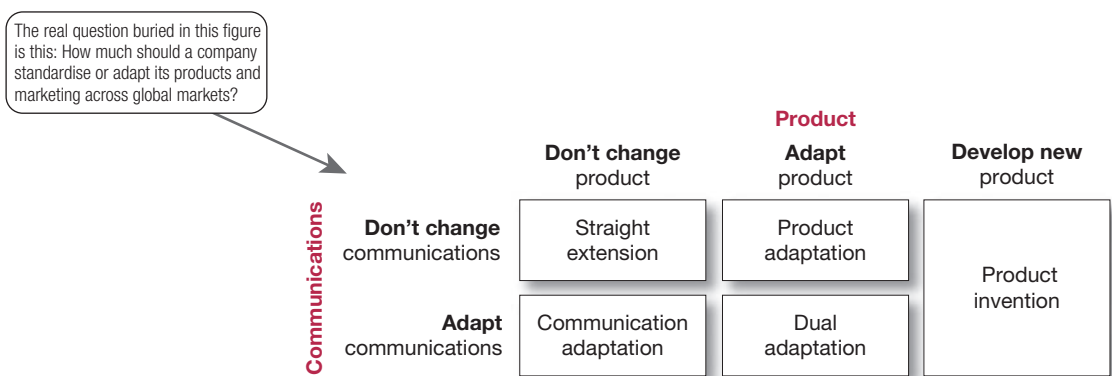 The real question buried in this figure
is this: How much should a company
standardise or adapt its products and
marketing across global markets?
Product
Don't change
product
Adapt
product
Develop new
product
Communications
Don't change
communications
Straight
extension
Product
adaptation
Product
invention
Adapt
communications
Communication
adaptation
Dual
adaptation